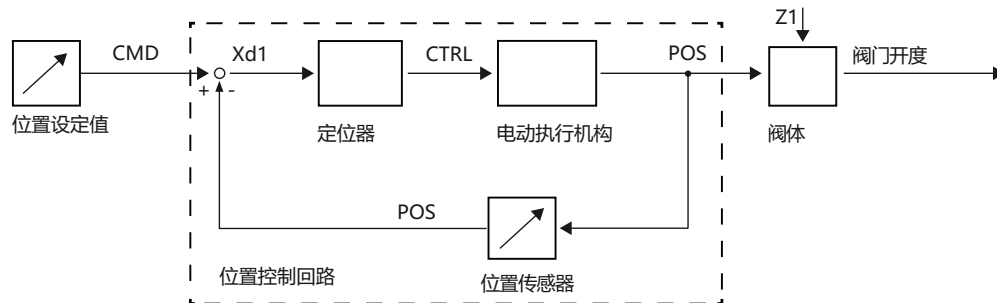 Z1
CMD
Xd1
CTRL
POS
阀门开度
+ -
位置设定值
定位器
电动执行机构
阀体
POS
位置控制回路
位置传感器